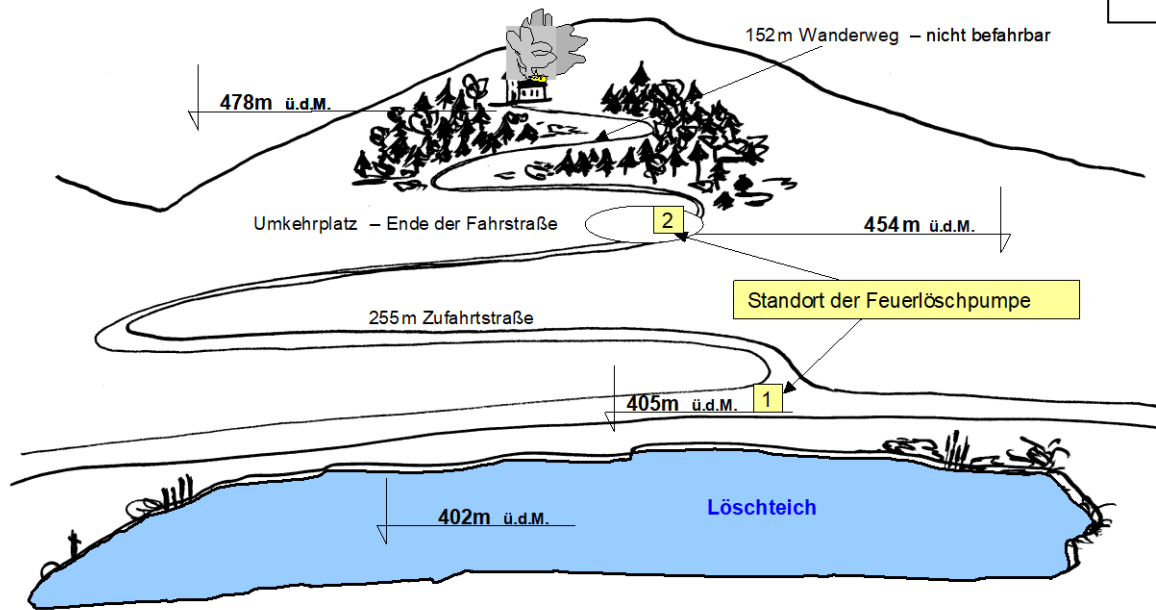 152m Wanderweg – nicht befahrbar
478m ü.d.M.
Umkehrplatz – Ende der Fahrstraße
2
454m ü.d.M.
Standort der Feuerlöschpumpe
255m Zufahrtstraße
405m ü.d.M.
1
Löschteich
402m ü.d.M.